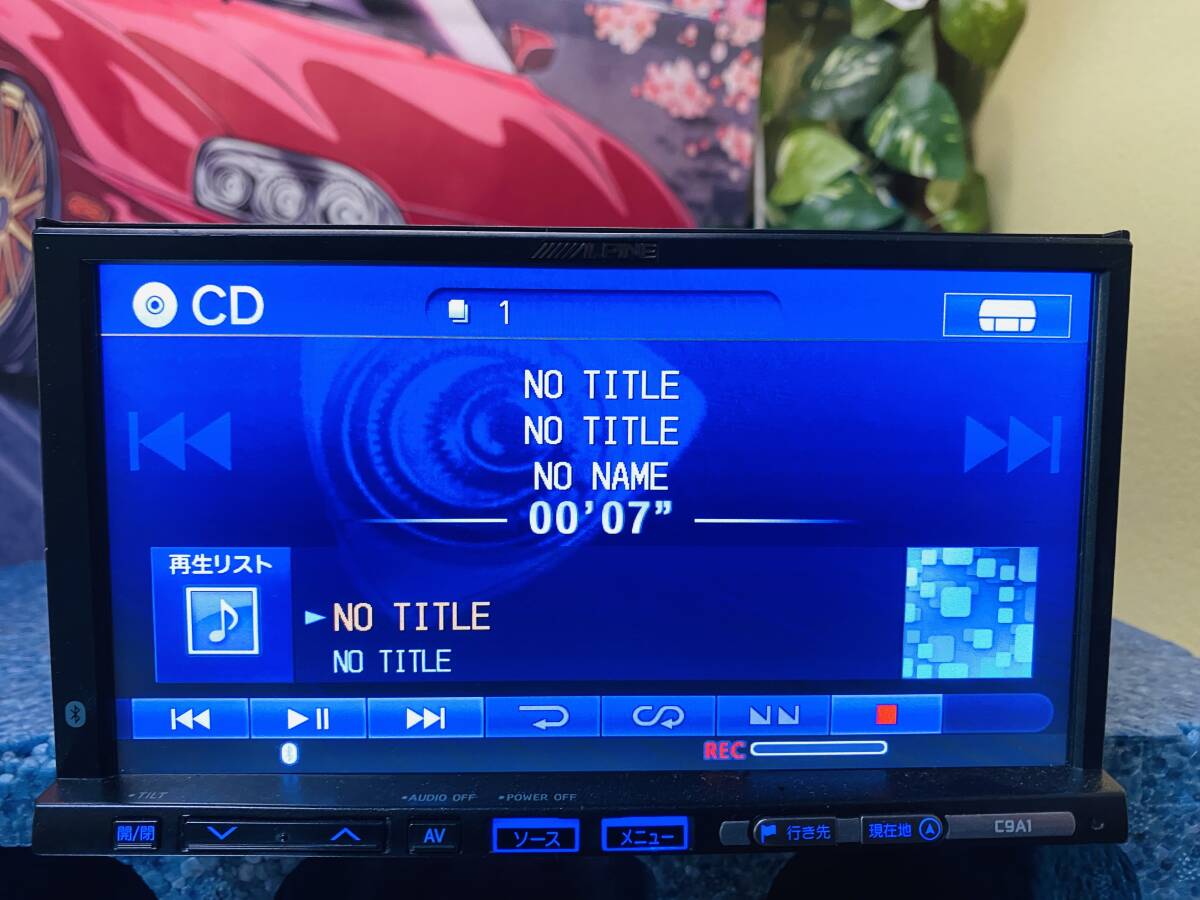 ALPINE
CD
1
NO TITLE
NO TITLE
NO NAME
00'07”
再生リスト
NO TITLE
NO TITLE
REC
TILT
AUDIO OFF
POWER OFF
開/閉
AV
ソース
メニュー
行き先
現在地
C9A1